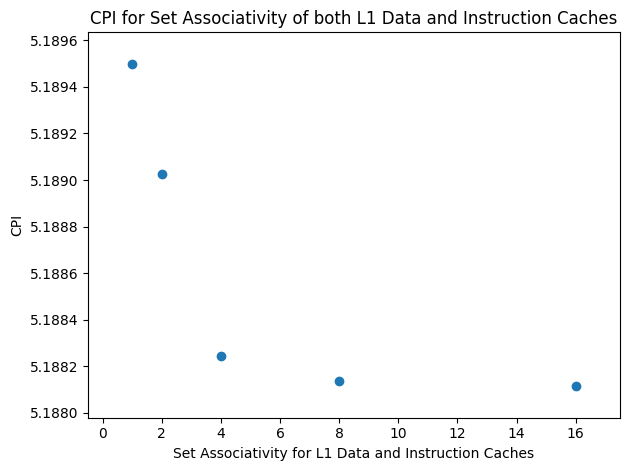 CPI for Set Associativity of both L1 Data and Instruction Caches
5.1896
5.1894
5.1892
5.1890
5.1888
5.1886
5.1884
5.1882
5.1880
CPI
0 2 4 6 8 10 12 14 16
Set Associativity for L1 Data and Instruction Caches